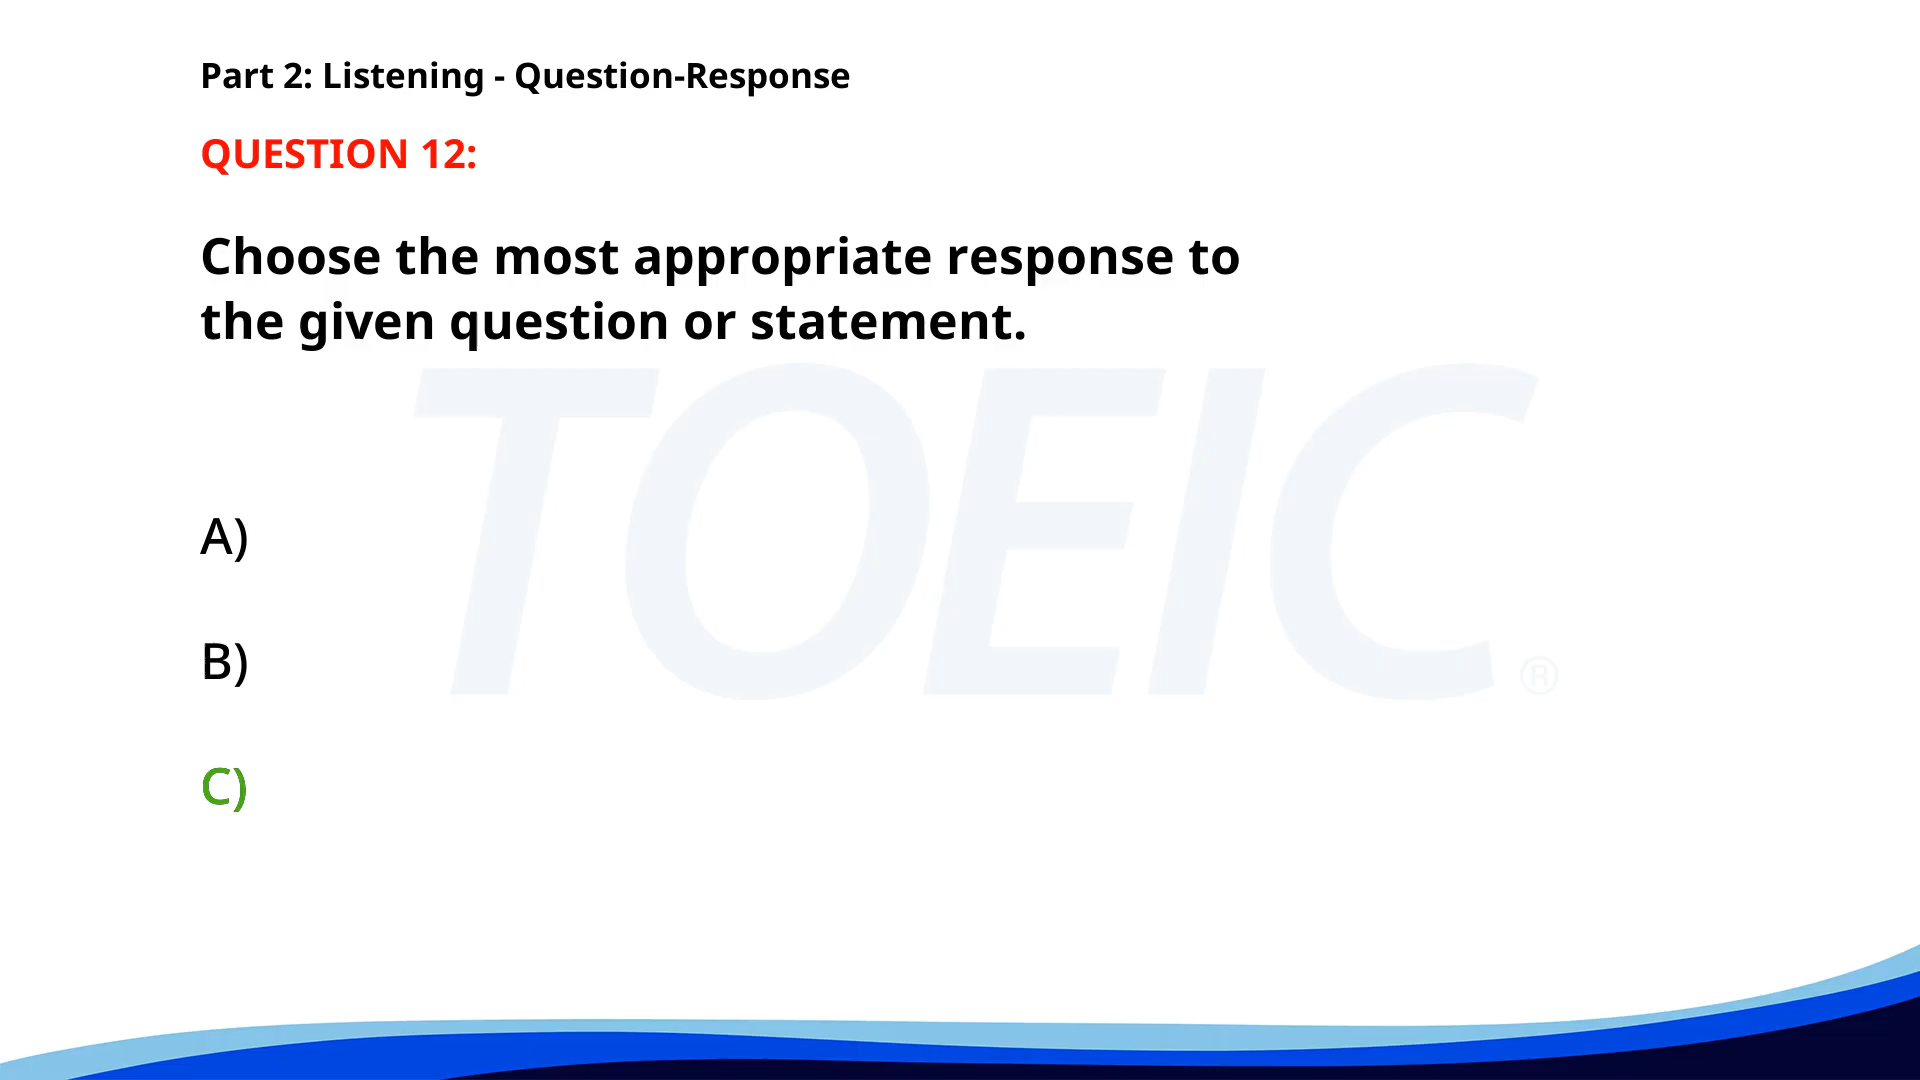 Part 2: Listening - Question-Response
QUESTION 12:
Choose the most appropriate response to
the given question or statement.
TOEIC®
A)
B)
C)